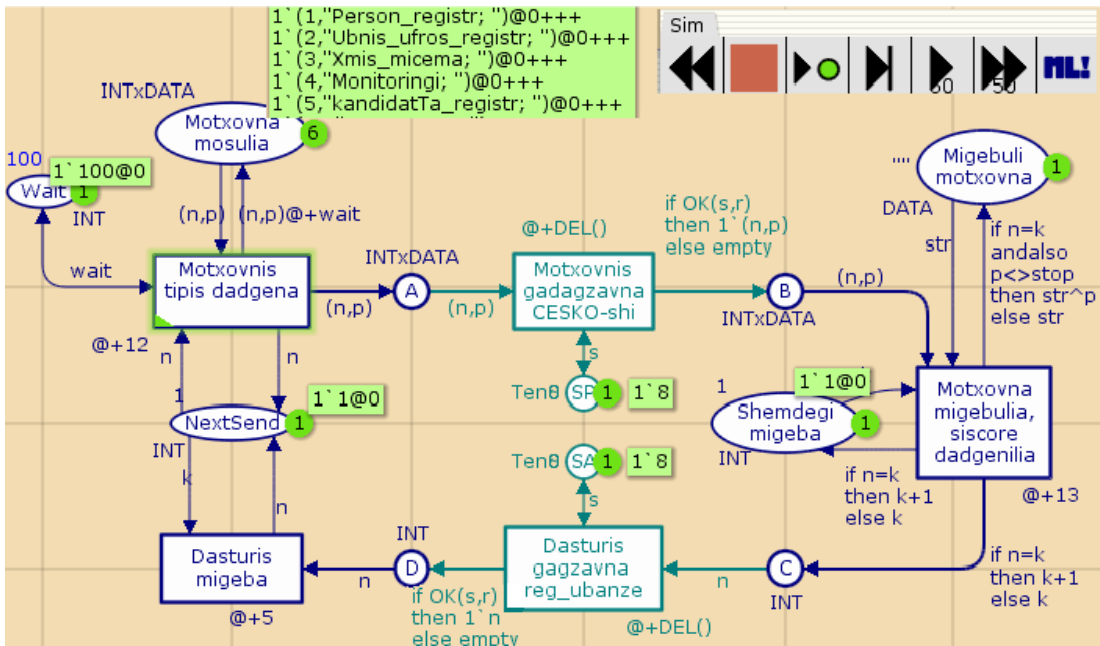 1`(1,"Person_registr; ")@0+++
1`(2,"Ubnis_ufros_registr; ")@0+++
1`(3,"Xmis_micema; ")@0+++
1`(4,"Monitoringi; ")@0+++
1`(5,"kandidatTa_registr; ")@0+++
Sim
ML!
60
50
INTxDATA
Motxovna
mosulia
6
100
1`100@0
Wait
1
INT
(n,p)
(n,p)@+wait
wait
Motxovnis
tipis dadgena
@+12
n
n
1
1`1@0
NextSend
1
INT
k
n
Dasturis
migeba
@+5
INTxDATA
A
(n,p)
(n,p)
@+DEL()
Motxovnis
gadagzavna
CESKO-shi
if OK(s,r)
then 1`(n,p)
else empty
B
INTxDATA
(n,p)
s
SP
1
1`8
SA
1
1`8
s
Dasturis
gagzavna
reg_ubanze
@+DEL()
INT
D
n
if OK(s,r)
then 1`n
else empty
n
C
INT
""
Migebuli
motxovna
1
DATA
str
if n=k
andalso
p<>stop
then str^p
else str
1
1`1@0
Shemdegi
migeba
1
INT
Motxovna
migebulia,
siscore
dadgenilia
@+13
if n=k
then k+1
else k
if n=k
then k+1
else k